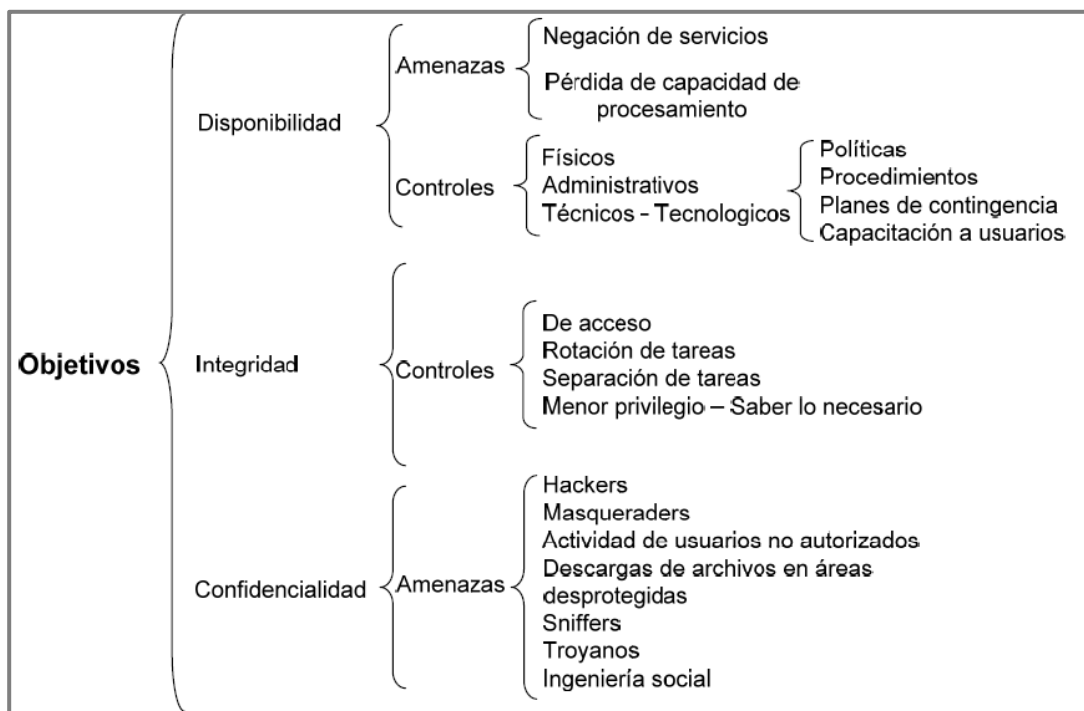 Objetivos
Disponibilidad
Amenazas
Negación de servicios
Pérdida de capacidad de
procesamiento
Controles
Físicos
Administrativos
Técnicos - Tecnologicos
Políticas
Procedimientos
Planes de contingencia
Capacitación a usuarios
Integridad
Controles
De acceso
Rotación de tareas
Separación de tareas
Menor privilegio – Saber lo necesario
Confidencialidad
Amenazas
Hackers
Masqueraders
Actividad de usuarios no autorizados
Descargas de archivos en áreas
desprotegidas
Sniffers
Troyanos
Ingeniería social